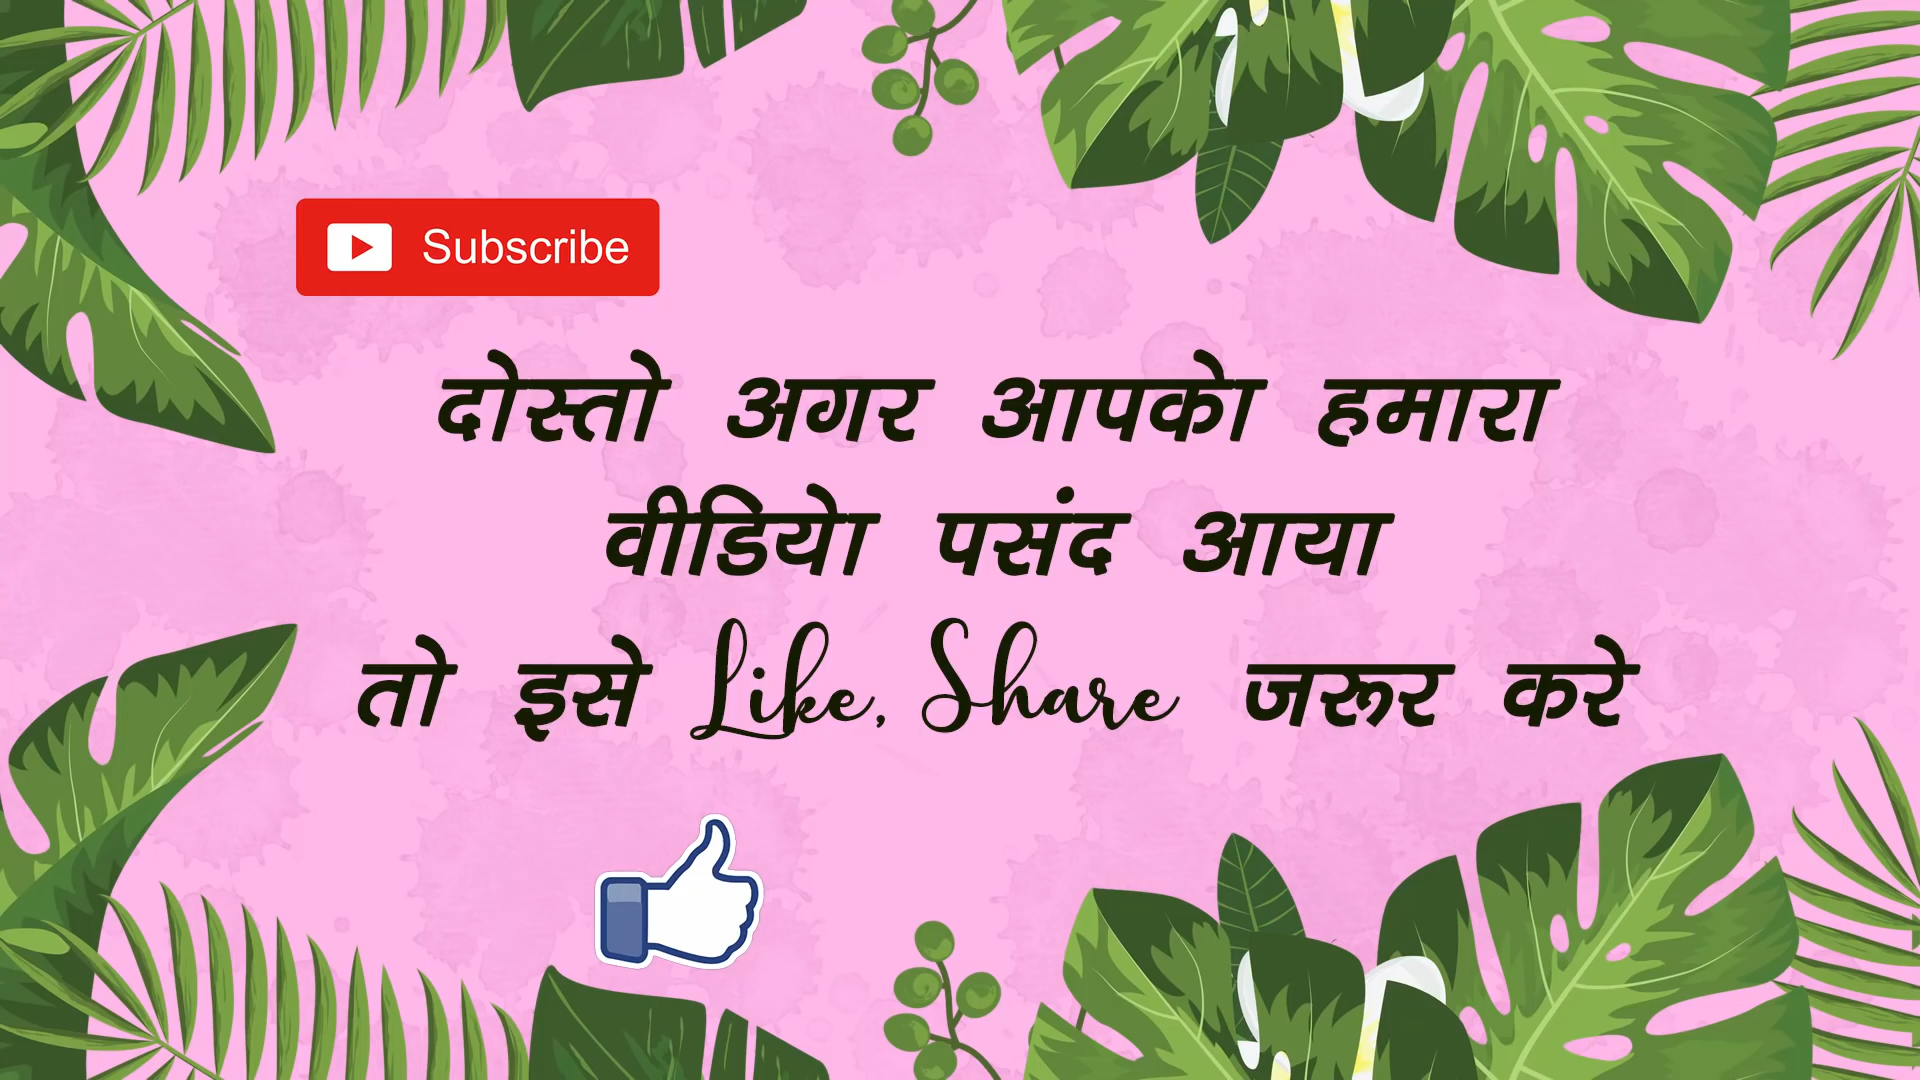 Subscribe
दोस्तो अगर आपको हमारा
वीडियो पसंद आया
तो इसे Like, Share जरूर करे